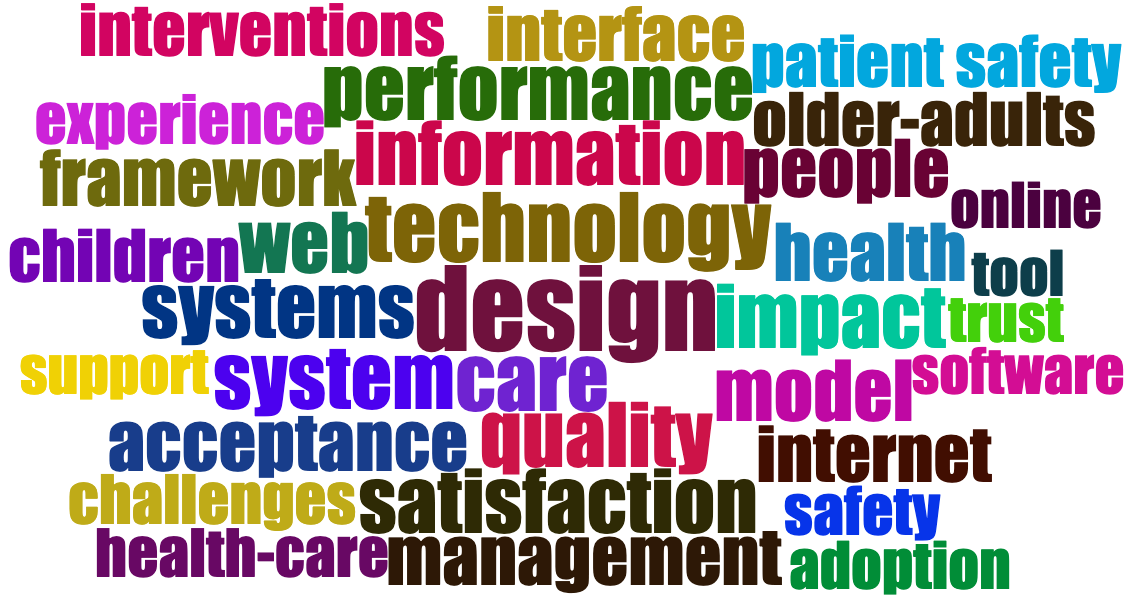 interventions
interface
patient safety
performance
experience
older-adults
information
framework
people
online
technology
web
children
health
tool
design
systems
impact
trust
support
system
care
model
software
quality
acceptance
internet
challenges
satisfaction
safety
health-care
management
adoption